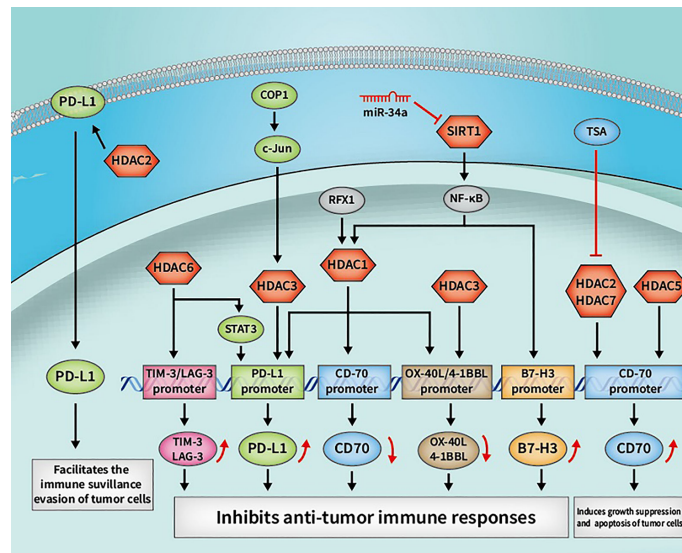 COP1
miR-34a
PD-L1
SIRT1
TSA
c-Jun
HDAC2
RFX1
NF-κB
HDAC6
HDAC1
HDAC3
HDAC3
HDAC2
HDAC7
HDAC5
STAT3
PD-L1
TIM-3/LAG-3
promoter
PD-L1
promoter
CD-70
promoter
OX-40L/4-1BBL
promoter
B7-H3
promoter
CD-70
promoter
TIM-3
LAG-3
PD-L1
CD70
OX-40L
4-1BBL
B7-H3
CD70
Facilitates the
immune suvillance
evasion of tumor cells
Inhibits anti-tumor immune responses
Induces growth suppression
and apoptosis of tumor cells